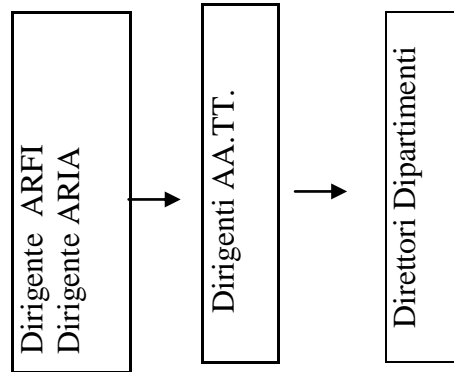 Dirigente ARFI
Dirigente ARIA
Dirigenti AA.TT.
Direttori Dipartimenti